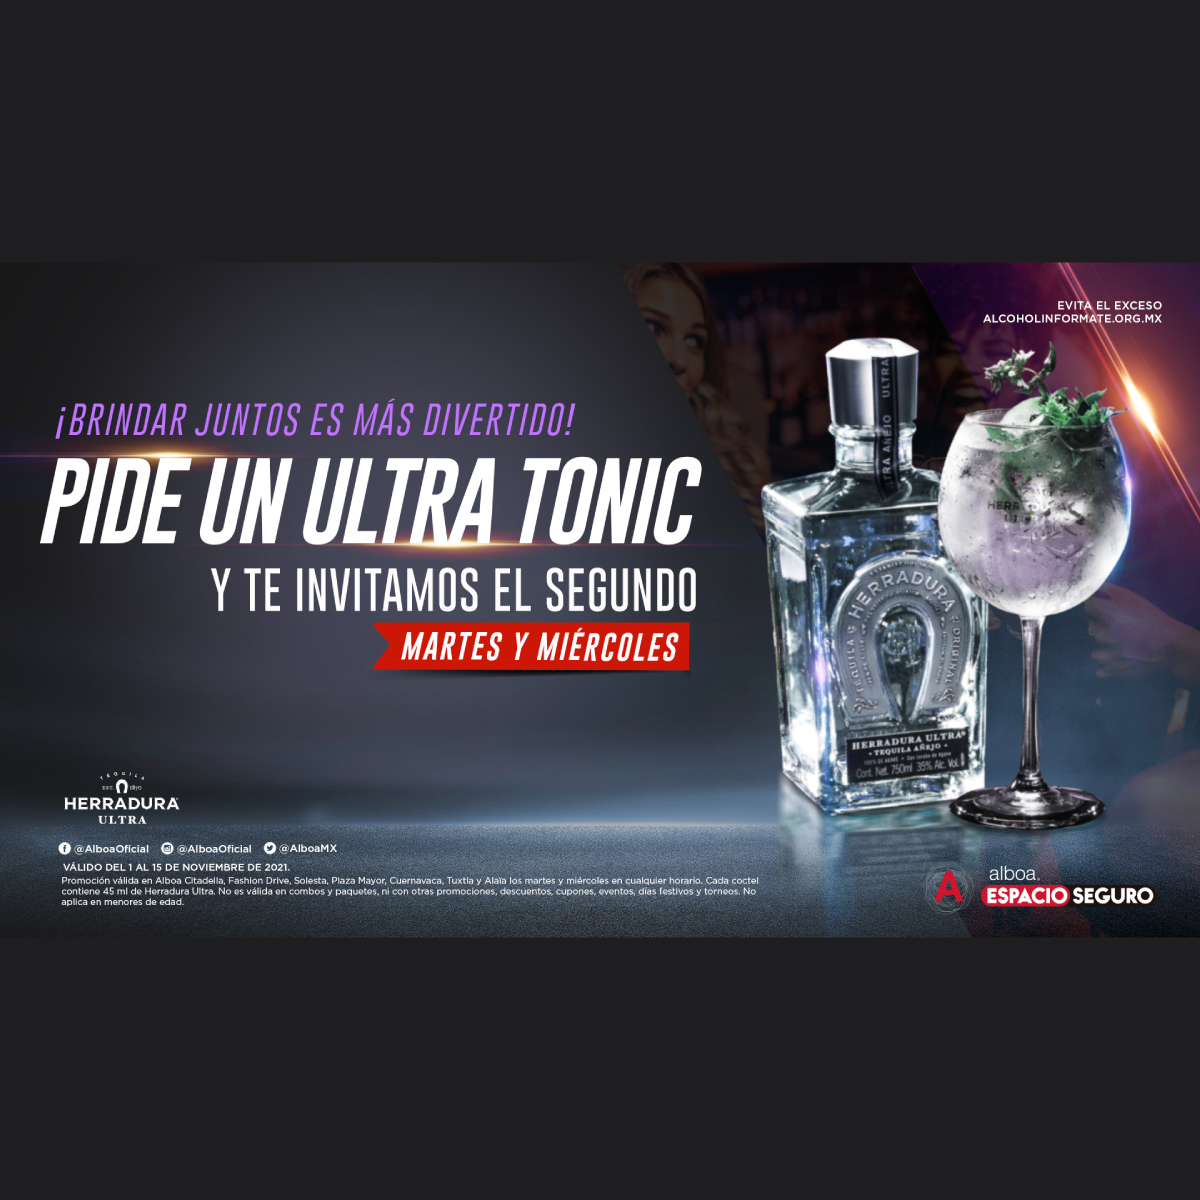 EVITA EL EXCESO
ALCOHOLINFORMATE.ORG.MX
¡BRINDAR JUNTOS ES MÁS DIVERTIDO!
PIDE UN ULTRA TONIC
Y TE INVITAMOS EL SEGUNDO
MARTES Y MIÉRCOLES
ULTRA
TEQUILA HERRADURA ORIGINAL
HERRADURA ULTRA
• TEQUILA AÑEJO •
Cont. Net. 750ml 35% Alc. Vol.
TEQUILA
EST. 1870
HERRADURA
ULTRA
@AlboaOficial @AlboaOficial @AlboaMX
VÁLIDO DEL 1 AL 15 DE NOVIEMBRE DE 2021.
Promoción válida en Alboa Citadella, Fashion Drive, Solesta, Plaza Mayor, Cuernavaca, Tuxtla y Alaïa los martes y miércoles en cualquier horario. Cada coctel
contiene 45 ml de Herradura Ultra. No es válida en combos y paquetes, ni con otras promociones, descuentos, cupones, eventos, días festivos y torneos. No
aplica en menores de edad.
A
alboa.
ESPACIO SEGURO